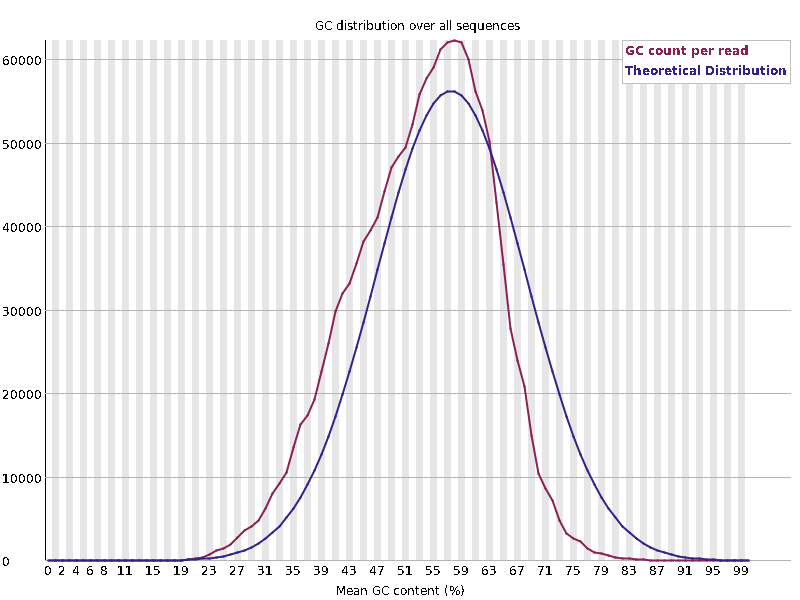 GC distribution over all sequences
GC count per read
Theoretical Distribution
60000
50000
40000
30000
20000
10000
0
0 2 4 6 8 11 15 19 23 27 31 35 39 43 47 51 55 59 63 67 71 75 79 83 87 91 95 99
Mean GC content (%)